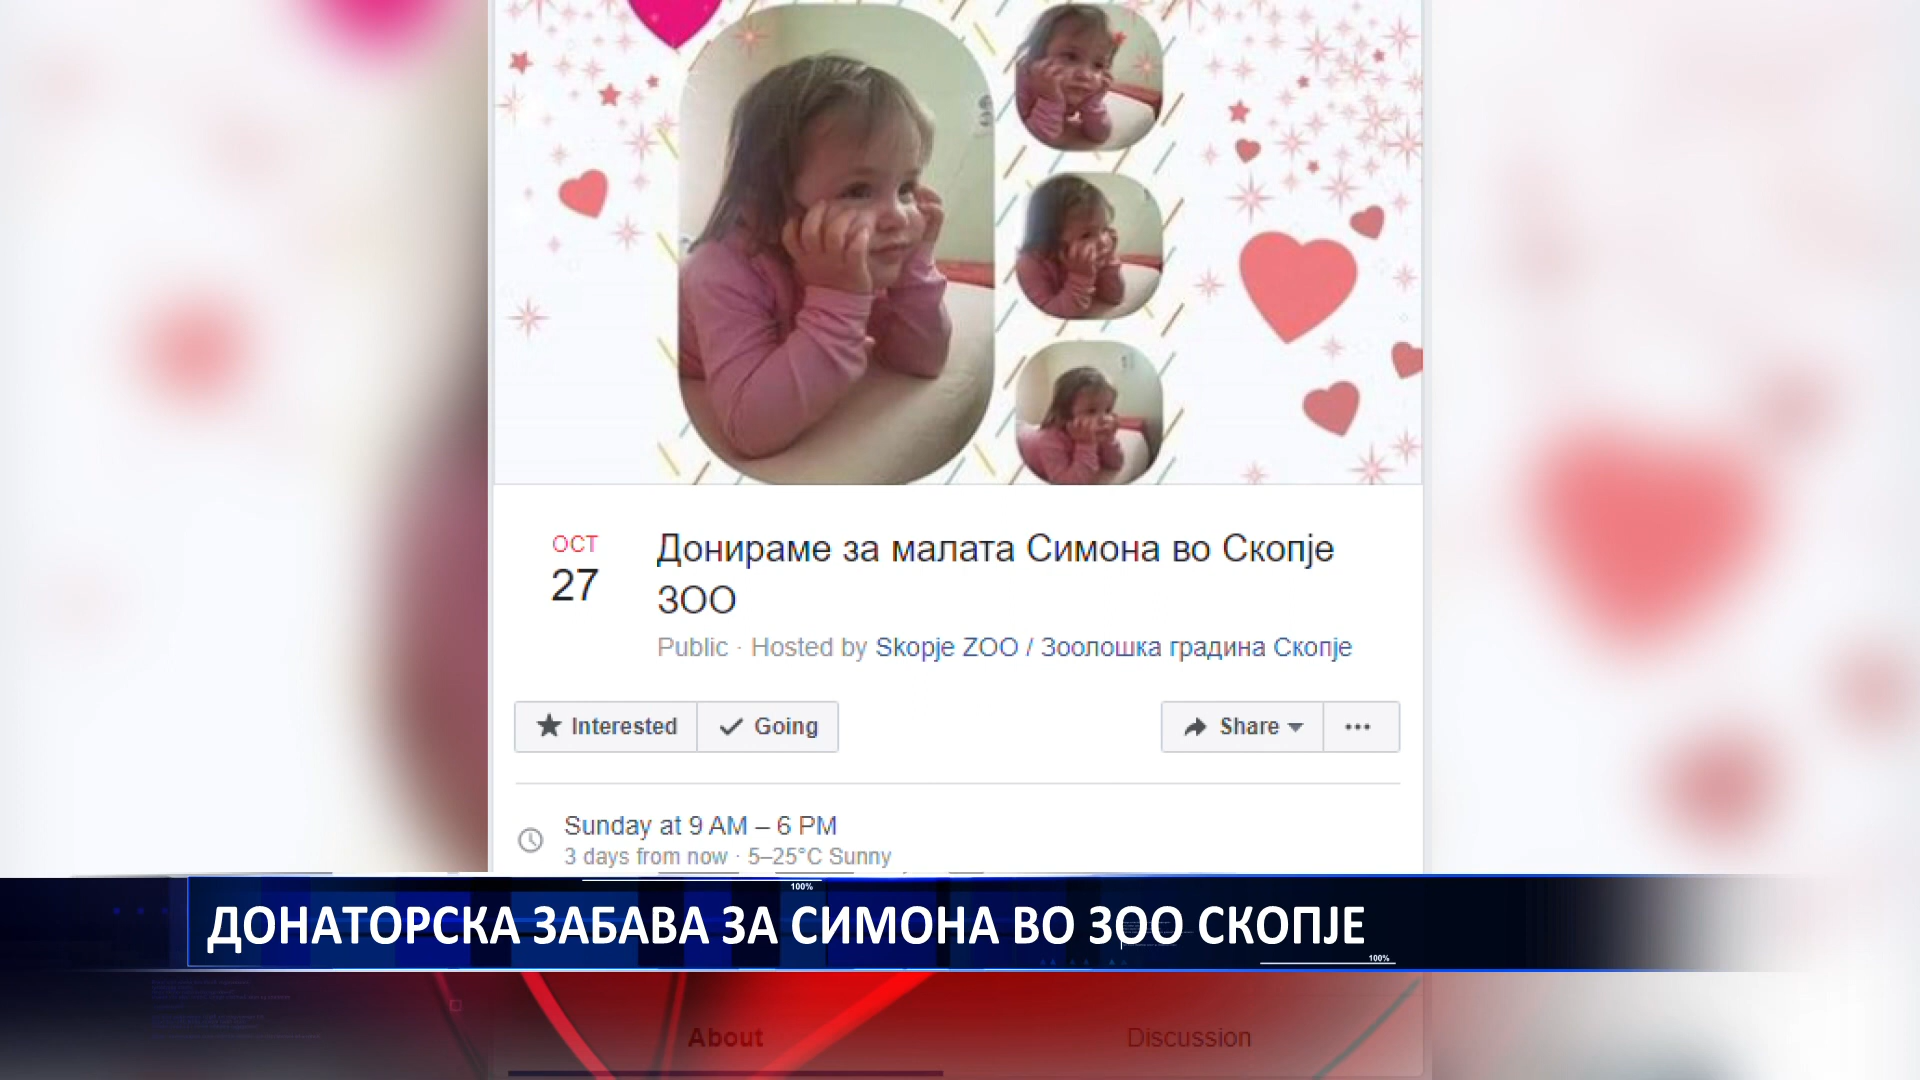 OCT
27
Донираме за малата Симона во Скопје
ЗОО
Public · Hosted by Skopje ZOO / Зоолошка градина Скопје
Interested
Going
Share
Sunday at 9 AM – 6 PM
3 days from now · 5–25°C Sunny
100%
ДОНАТОРСКА ЗАБАВА ЗА СИМОНА ВО ЗОО СКОПЈЕ
100%
About
Discussion